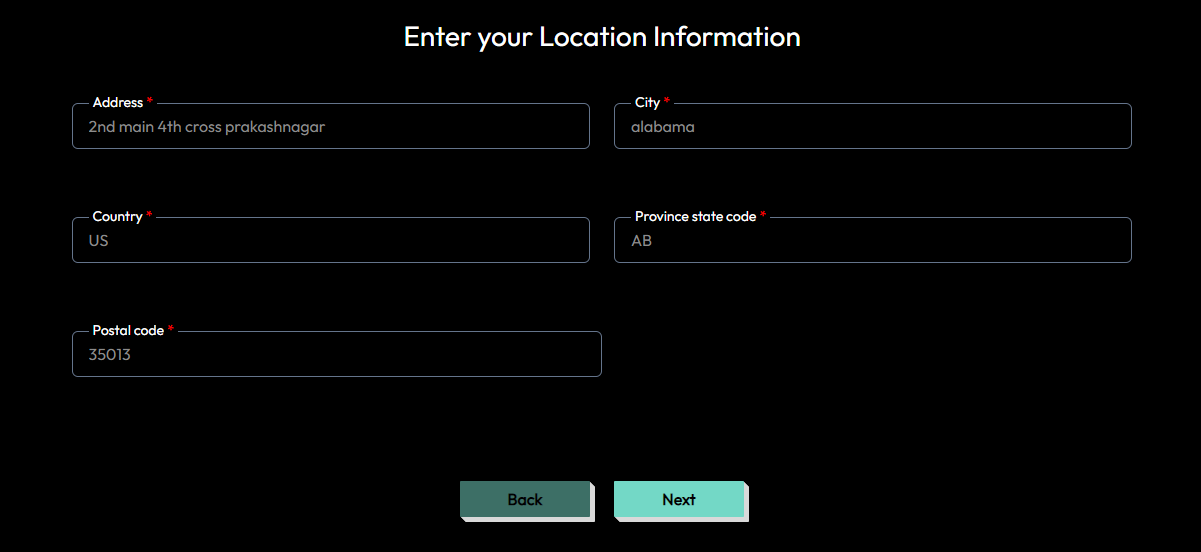 Enter your Location Information
Address *
2nd main 4th cross prakashnagar
City *
alabama
Country *
US
Province state code *
AB
Postal code *
35013
Back
Next